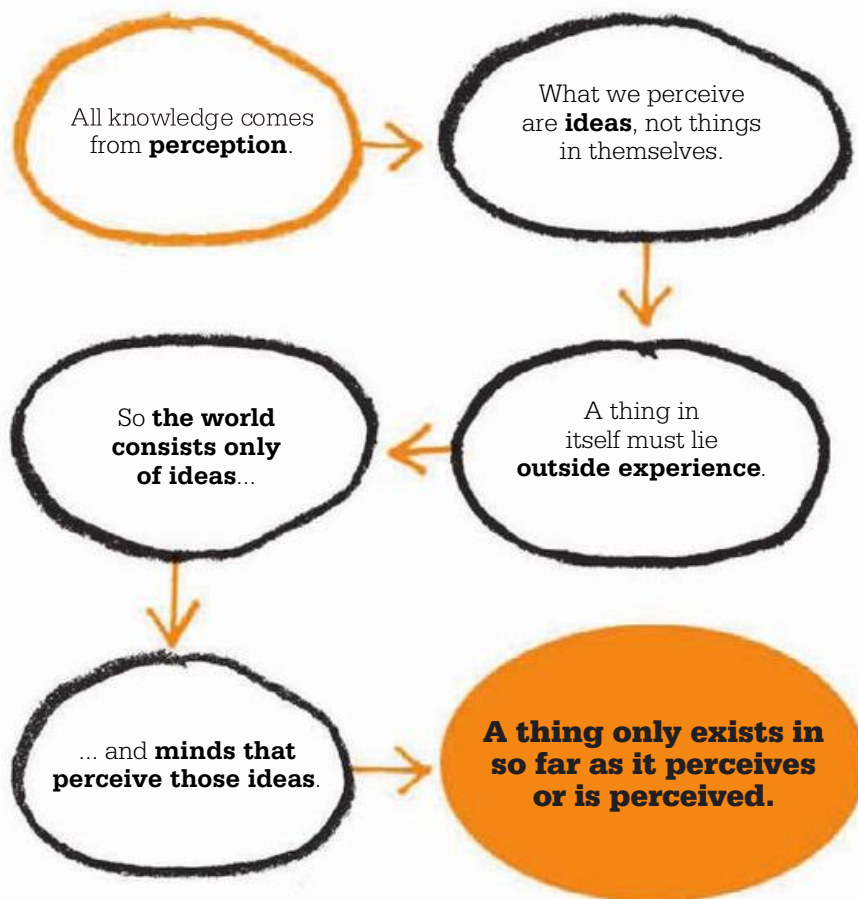 All knowledge comes
from perception.
What we perceive
are ideas, not things
in themselves.
A thing in
itself must lie
outside experience.
So the world
consists only
of ideas...
... and minds that
perceive those ideas.
A thing only exists in
so far as it perceives
or is perceived.